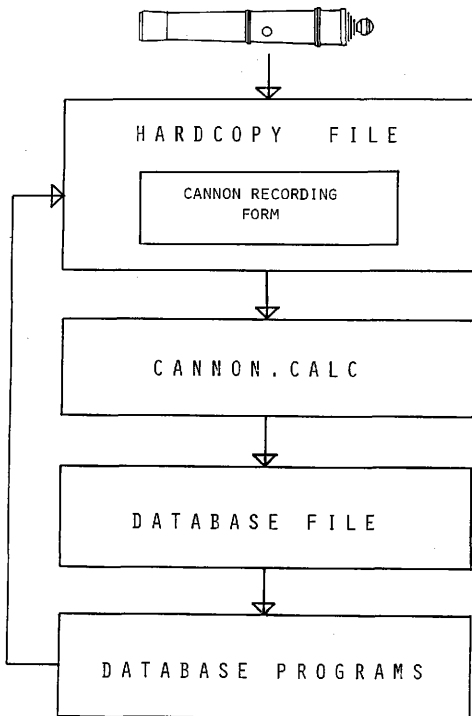 HARDCOPY FILE
CANNON RECORDING
FORM
CANNON.CALC
DATABASE FILE
DATABASE PROGRAMS